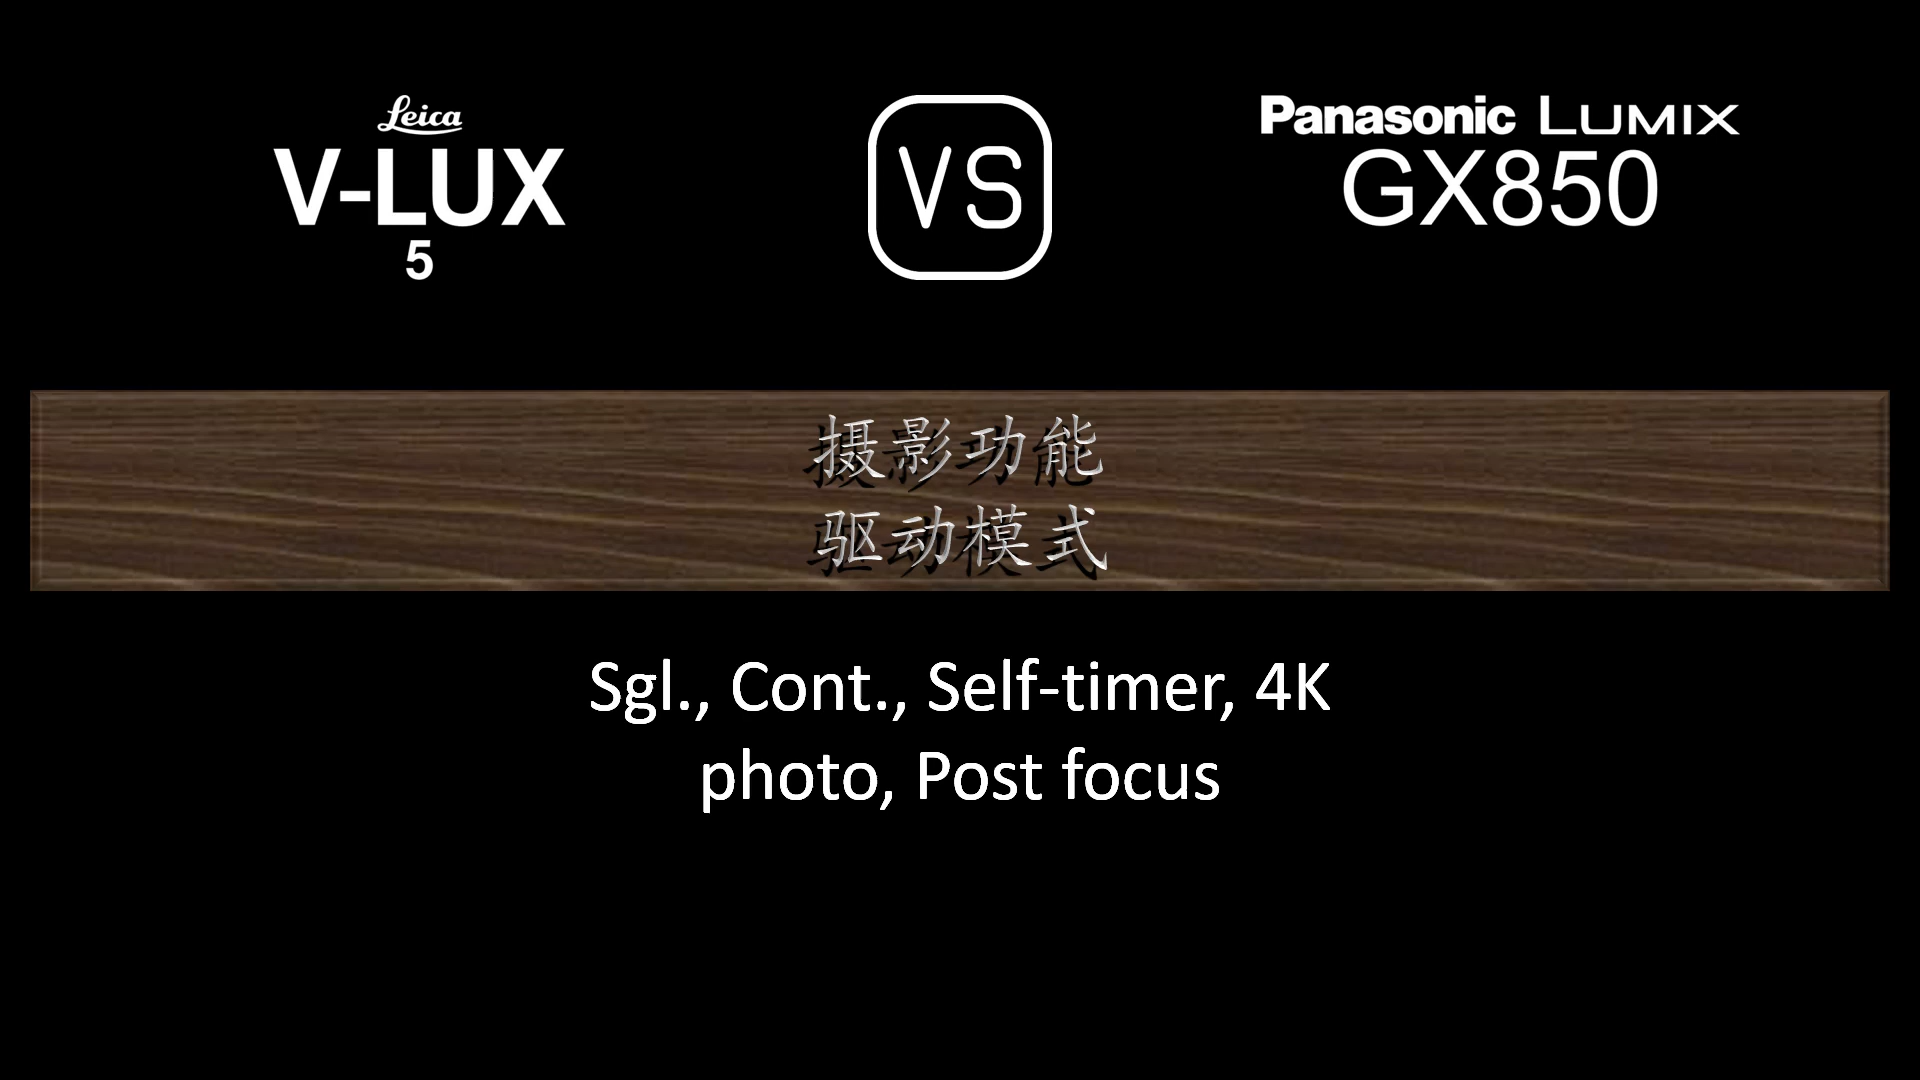 Leica
V-LUX
5
VS
Panasonic LUMIX
GX850
摄影功能
驱动模式
Sgl., Cont., Self-timer, 4K
photo, Post focus